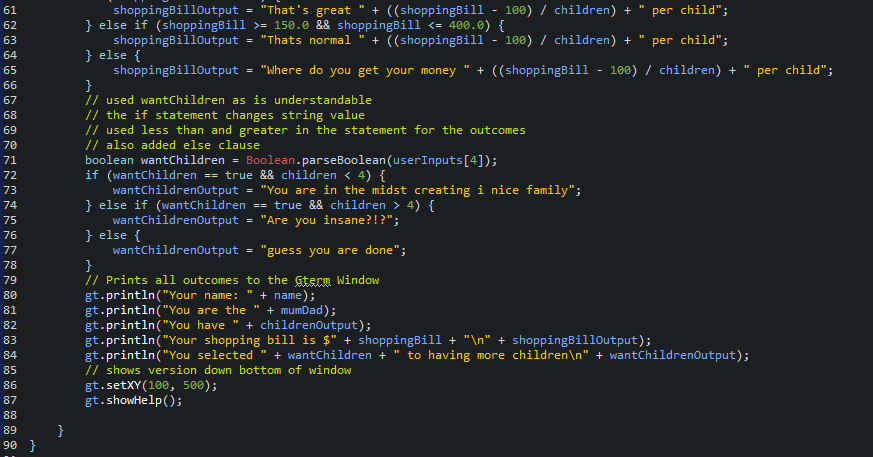 61 shoppingBillOutput = "That's great " + ((shoppingBill - 100) / children) + " per child";
62 } else if (shoppingBill >= 150.0 && shoppingBill <= 400.0) {
63 shoppingBillOutput = "Thats normal " + ((shoppingBill - 100) / children) + " per child";
64 } else {
65 shoppingBillOutput = "Where do you get your money " + ((shoppingBill - 100) / children) + " per child";
66 }
67 // used wantChildren as is understandable
68 // the if statement changes string value
69 // used less than and greater in the statement for the outcomes
70 // also added else clause
71 boolean wantChildren = Boolean.parseBoolean(userInputs[4]);
72 if (wantChildren == true && children < 4) {
73 wantChildrenOutput = "You are in the midst creating i nice family";
74 } else if (wantChildren == true && children > 4) {
75 wantChildrenOutput = "Are you insane?!?";
76 } else {
77 wantChildrenOutput = "guess you are done";
78 }
79 // Prints all outcomes to the Gterm Window
80 gt.println("Your name: " + name);
81 gt.println("You are the " + mumDad);
82 gt.println("You have " + childrenOutput);
83 gt.println("Your shopping bill is $" + shoppingBill + "\n" + shoppingBillOutput);
84 gt.println("You selected " + wantChildren + " to having more children\n" + wantChildrenOutput);
85 // shows version down bottom of window
86 gt.setXY(100, 500);
87 gt.showHelp();
88
89 }
90 }